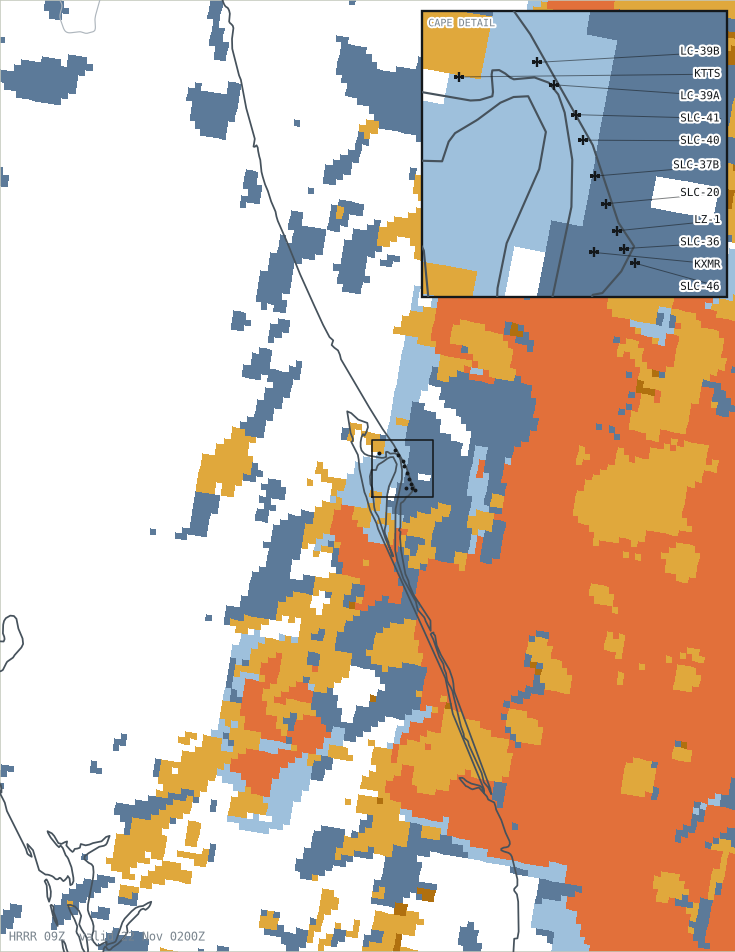 CAPE DETAIL
LC-39B
KTTS
LC-39A
SLC-41
SLC-40
SLC-37B
SLC-20
LZ-1
SLC-36
KXMR
SLC-46
HRRR 09Z valid Nov 0200Z